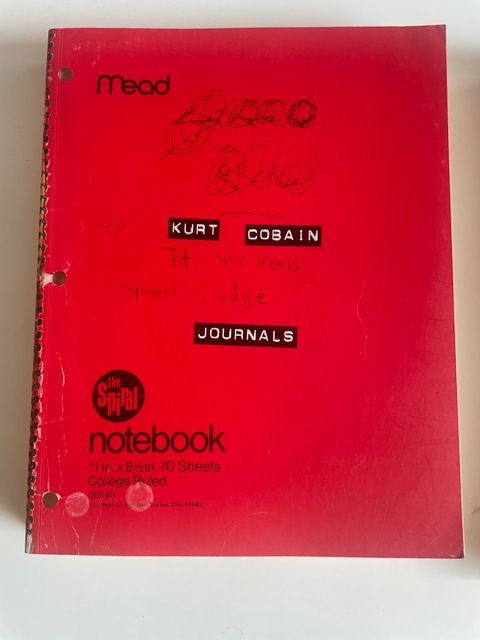 mead
KURT COBAIN
If You READ
You'll Judge
JOURNALS
the
Spiral
notebook
11 in. x 8½ in. 70 Sheets
College Ruled
06540